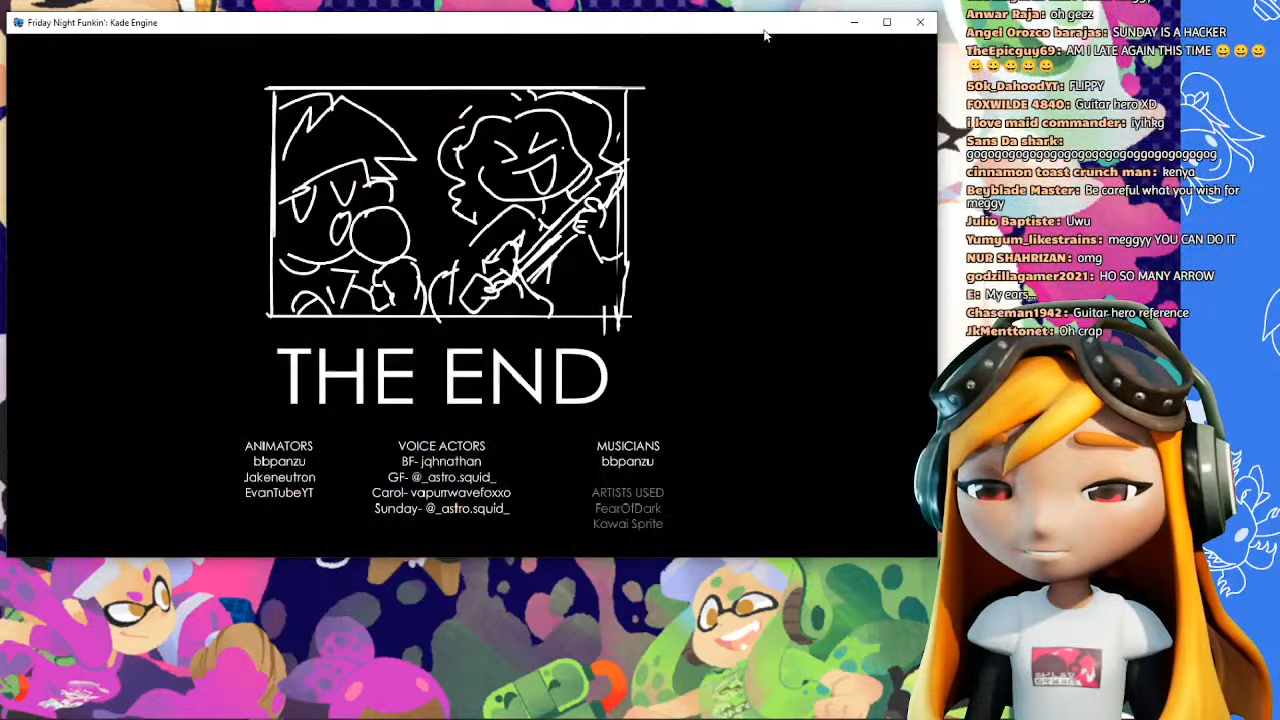 Friday Night Funkin': Kade Engine
THE END
ANIMATORS
bbpanzu
Jakeneutron
EvanTubeYT
VOICE ACTORS
BF- jqhnathan
GF- @_astro.squid_
Carol- vapurrwavefoxxo
Sunday- @_astro.squid_
MUSICIANS
bbpanzu
ARTISTS USED
FearOfDark
Kawai Sprite
Anwar Raja: oh geez
Angel Orozco barajas: SUNDAY IS A HACKER
TheEpicguy69: AM I LATE AGAIN THIS TIME 😀 😀 😀
😀 😀 😀 😀 😀
50k_DahoodYT: FLIPPY
FOXWILDE 4840: Guitar hero XD
i love maid commander: iyihkg
Sans Da shark:
gogogogogogogogogogogogogoggogogogogog
cinnamon toast crunch man: kenya
Beyblade Master: Be careful what you wish for
meggy
Julio Baptiste: Uwu
Yumyum_likestrains: meggyy YOU CAN DO IT
NUR SHAHRIZAN: omg
godzillagamer2021: HO SO MANY ARROW
E: My ears...
Chaseman1942: Guitar hero reference
JkMenttonet: Oh crap